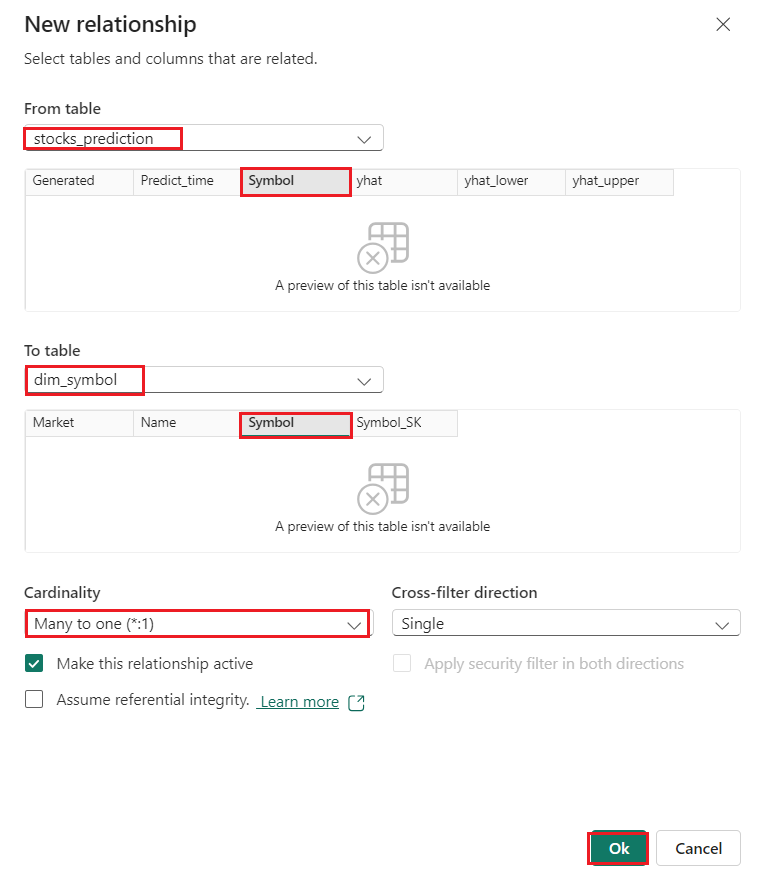 New relationship
Select tables and columns that are related.
From table
stocks_prediction
Generated Predict_time Symbol yhat yhat_lower yhat_upper
A preview of this table isn't available
To table
dim_symbol
Market Name Symbol Symbol_SK
A preview of this table isn't available
Cardinality Cross-filter direction
Many to one (*:1) Single
Make this relationship active Apply security filter in both directions
Assume referential integrity. Learn more
Ok Cancel